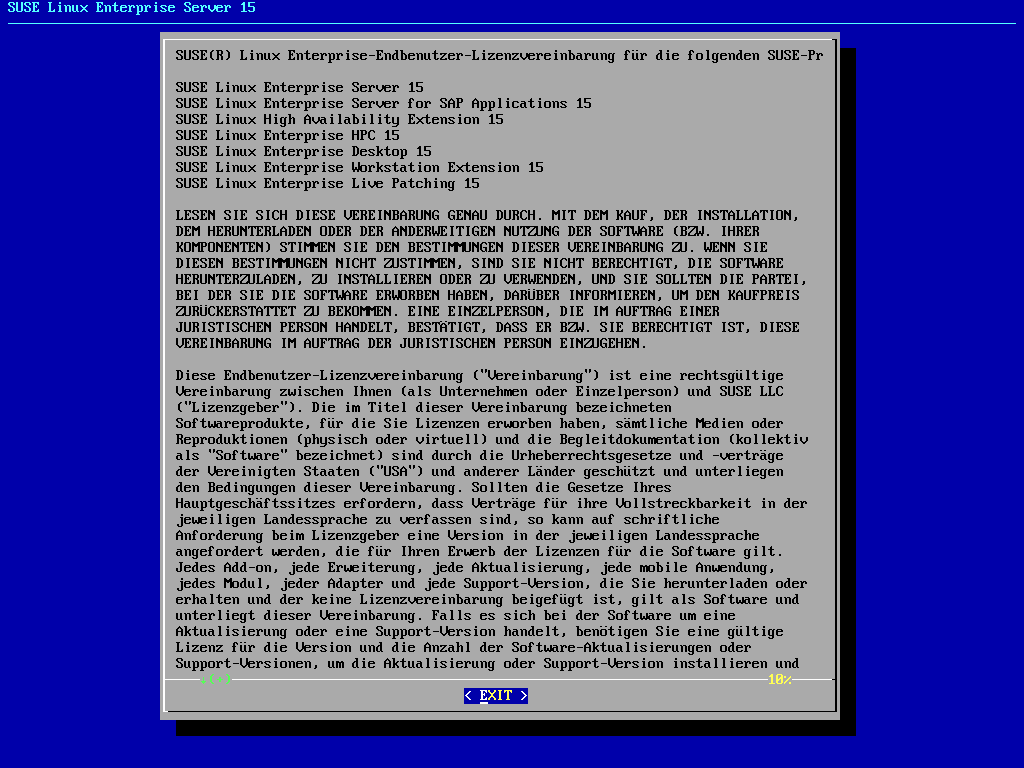 SUSE Linux Enterprise Server 15
SUSE(R) Linux Enterprise-Endbenutzer-Lizenzvereinbarung für die folgenden SUSE-Pr
SUSE Linux Enterprise Server 15
SUSE Linux Enterprise Server for SAP Applications 15
SUSE Linux High Availability Extension 15
SUSE Linux Enterprise HPC 15
SUSE Linux Enterprise Desktop 15
SUSE Linux Enterprise Workstation Extension 15
SUSE Linux Enterprise Live Patching 15
LESEN SIE SICH DIESE VEREINBARUNG GENAU DURCH. MIT DEM KAUF, DER INSTALLATION,
DEM HERUNTERLADEN ODER DER ANDERWEITIGEN NUTZUNG DER SOFTWARE (BZW. IHRER
KOMPONENTEN) STIMMEN SIE DEN BESTIMMUNGEN DIESER VEREINBARUNG ZU. WENN SIE
DIESEN BESTIMMUNGEN NICHT ZUSTIMMEN, SIND SIE NICHT BERECHTIGT, DIE SOFTWARE
HERUNTERZULADEN, ZU INSTALLIEREN ODER ZU VERWENDEN, UND SIE SOLLTEN DIE PARTEI,
BEI DER SIE DIE SOFTWARE ERWORBEN HABEN, DARÜBER INFORMIEREN, UM DEN KAUFPREIS
ZURÜCKERSTATTET ZU BEKOMMEN. EINE EINZELPERSON, DIE IM AUFTRAG EINER
JURISTISCHEN PERSON HANDELT, BESTÄTIGT, DASS ER BZW. SIE BERECHTIGT IST, DIESE
VEREINBARUNG IM AUFTRAG DER JURISTISCHEN PERSON EINZUGEHEN.
Diese Endbenutzer-Lizenzvereinbarung ("Vereinbarung") ist eine rechtsgültige
Vereinbarung zwischen Ihnen (als Unternehmen oder Einzelperson) und SUSE LLC
("Lizenzgeber"). Die im Titel dieser Vereinbarung bezeichneten
Softwareprodukte, für die Sie Lizenzen erworben haben, sämtliche Medien oder
Reproduktionen (physisch oder virtuell) und die Begleitdokumentation (kollektiv
als "Software" bezeichnet) sind durch die Urheberrechtsgesetze und -verträge
der Vereinigten Staaten ("USA") und anderer Länder geschützt und unterliegen
den Bedingungen dieser Vereinbarung. Sollten die Gesetze Ihres
Hauptgeschäftssitzes erfordern, dass Verträge für ihre Vollstreckbarkeit in der
jeweiligen Landessprache zu verfassen sind, so kann auf schriftliche
Anforderung beim Lizenzgeber eine Version in der jeweiligen Landessprache
angefordert werden, die für Ihren Erwerb der Lizenzen für die Software gilt.
Jedes Add-on, jede Erweiterung, jede Aktualisierung, jede mobile Anwendung,
jedes Modul, jeder Adapter und jede Support-Version, die Sie herunterladen oder
erhalten und der keine Lizenzvereinbarung beigefügt ist, gilt als Software und
unterliegt dieser Vereinbarung. Falls es sich bei der Software um eine
Aktualisierung oder eine Support-Version handelt, benötigen Sie eine gültige
Lizenz für die Version und die Anzahl der Software-Aktualisierungen oder
Support-Versionen, um die Aktualisierung oder Support-Version installieren und
↓(+) 10%
< EXIT >